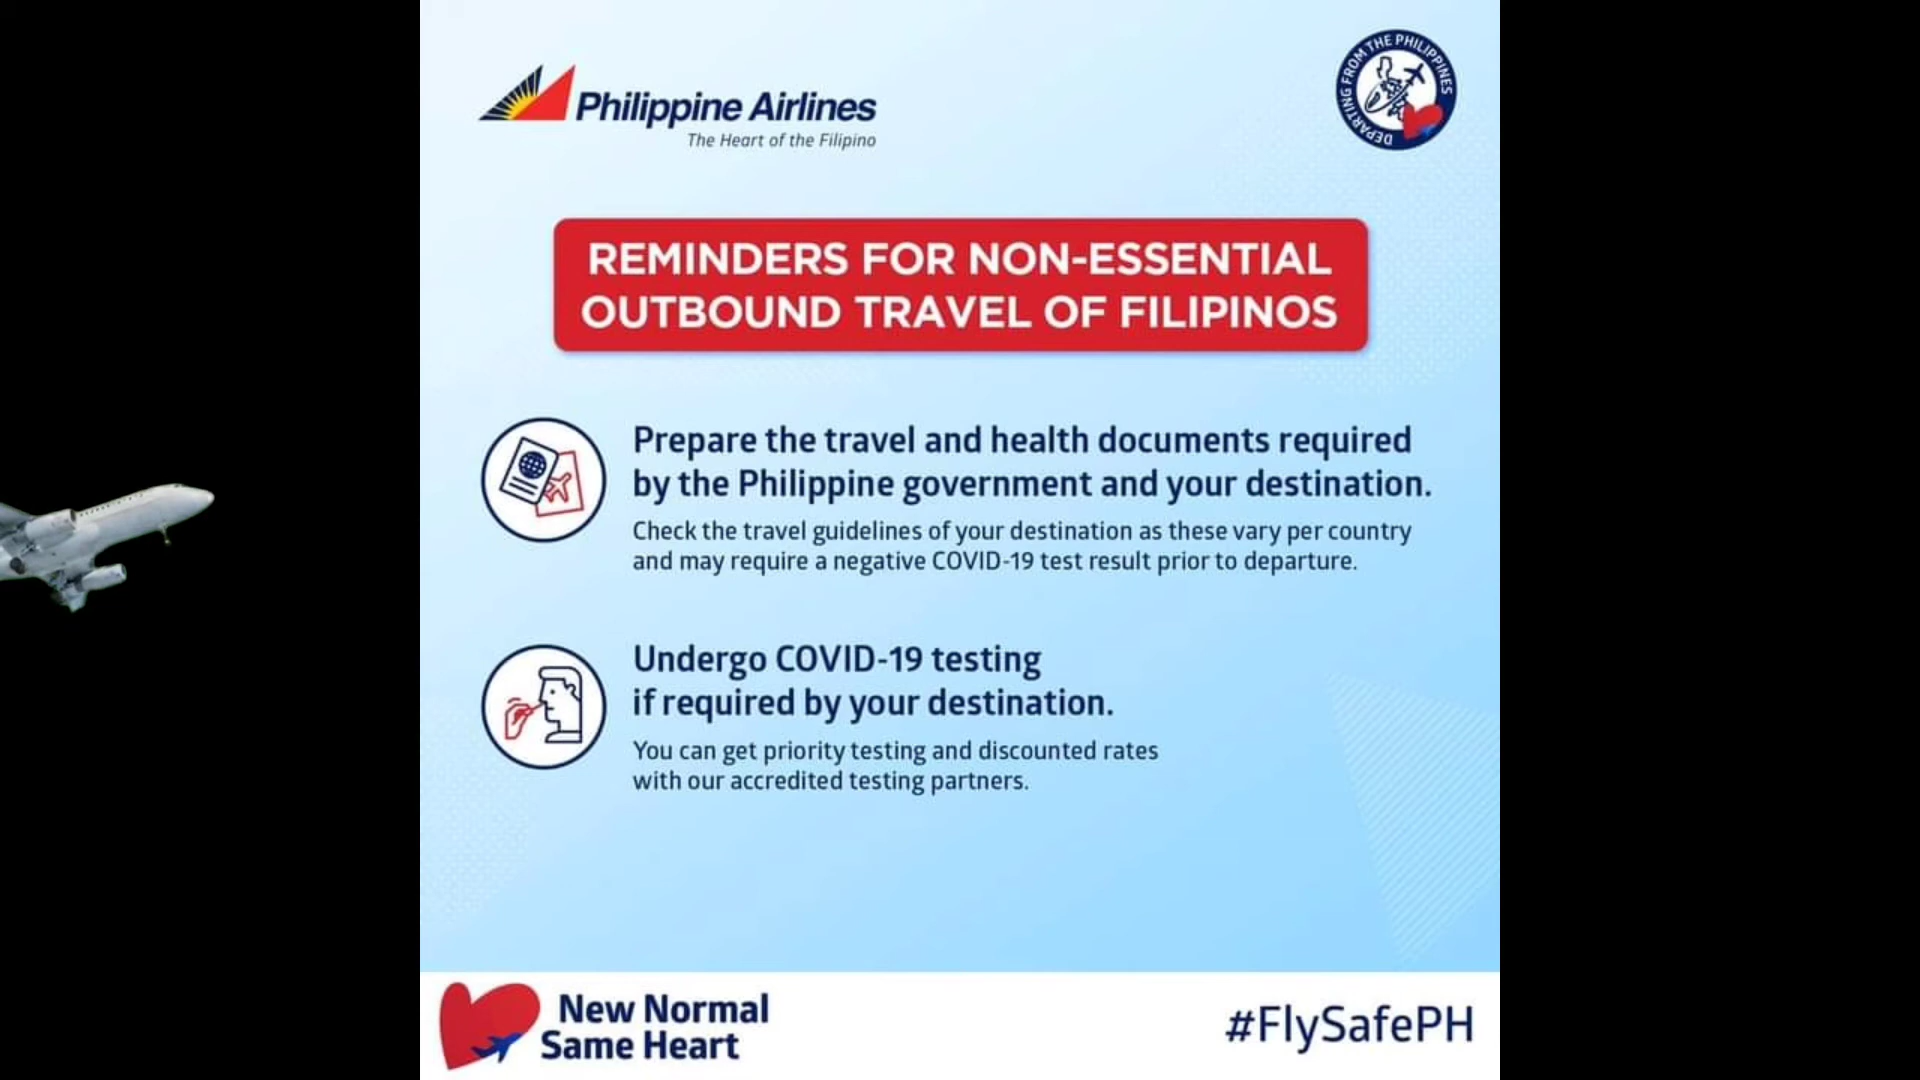 Philippine Airlines
The Heart of the Filipino
DEPARTING FROM THE PHILIPPINES
REMINDERS FOR NON-ESSENTIAL
OUTBOUND TRAVEL OF FILIPINOS
Prepare the travel and health documents required
by the Philippine government and your destination.
Check the travel guidelines of your destination as these vary per country
and may require a negative COVID-19 test result prior to departure.
Undergo COVID-19 testing
if required by your destination.
You can get priority testing and discounted rates
with our accredited testing partners.
New Normal
Same Heart
#FlySafePH